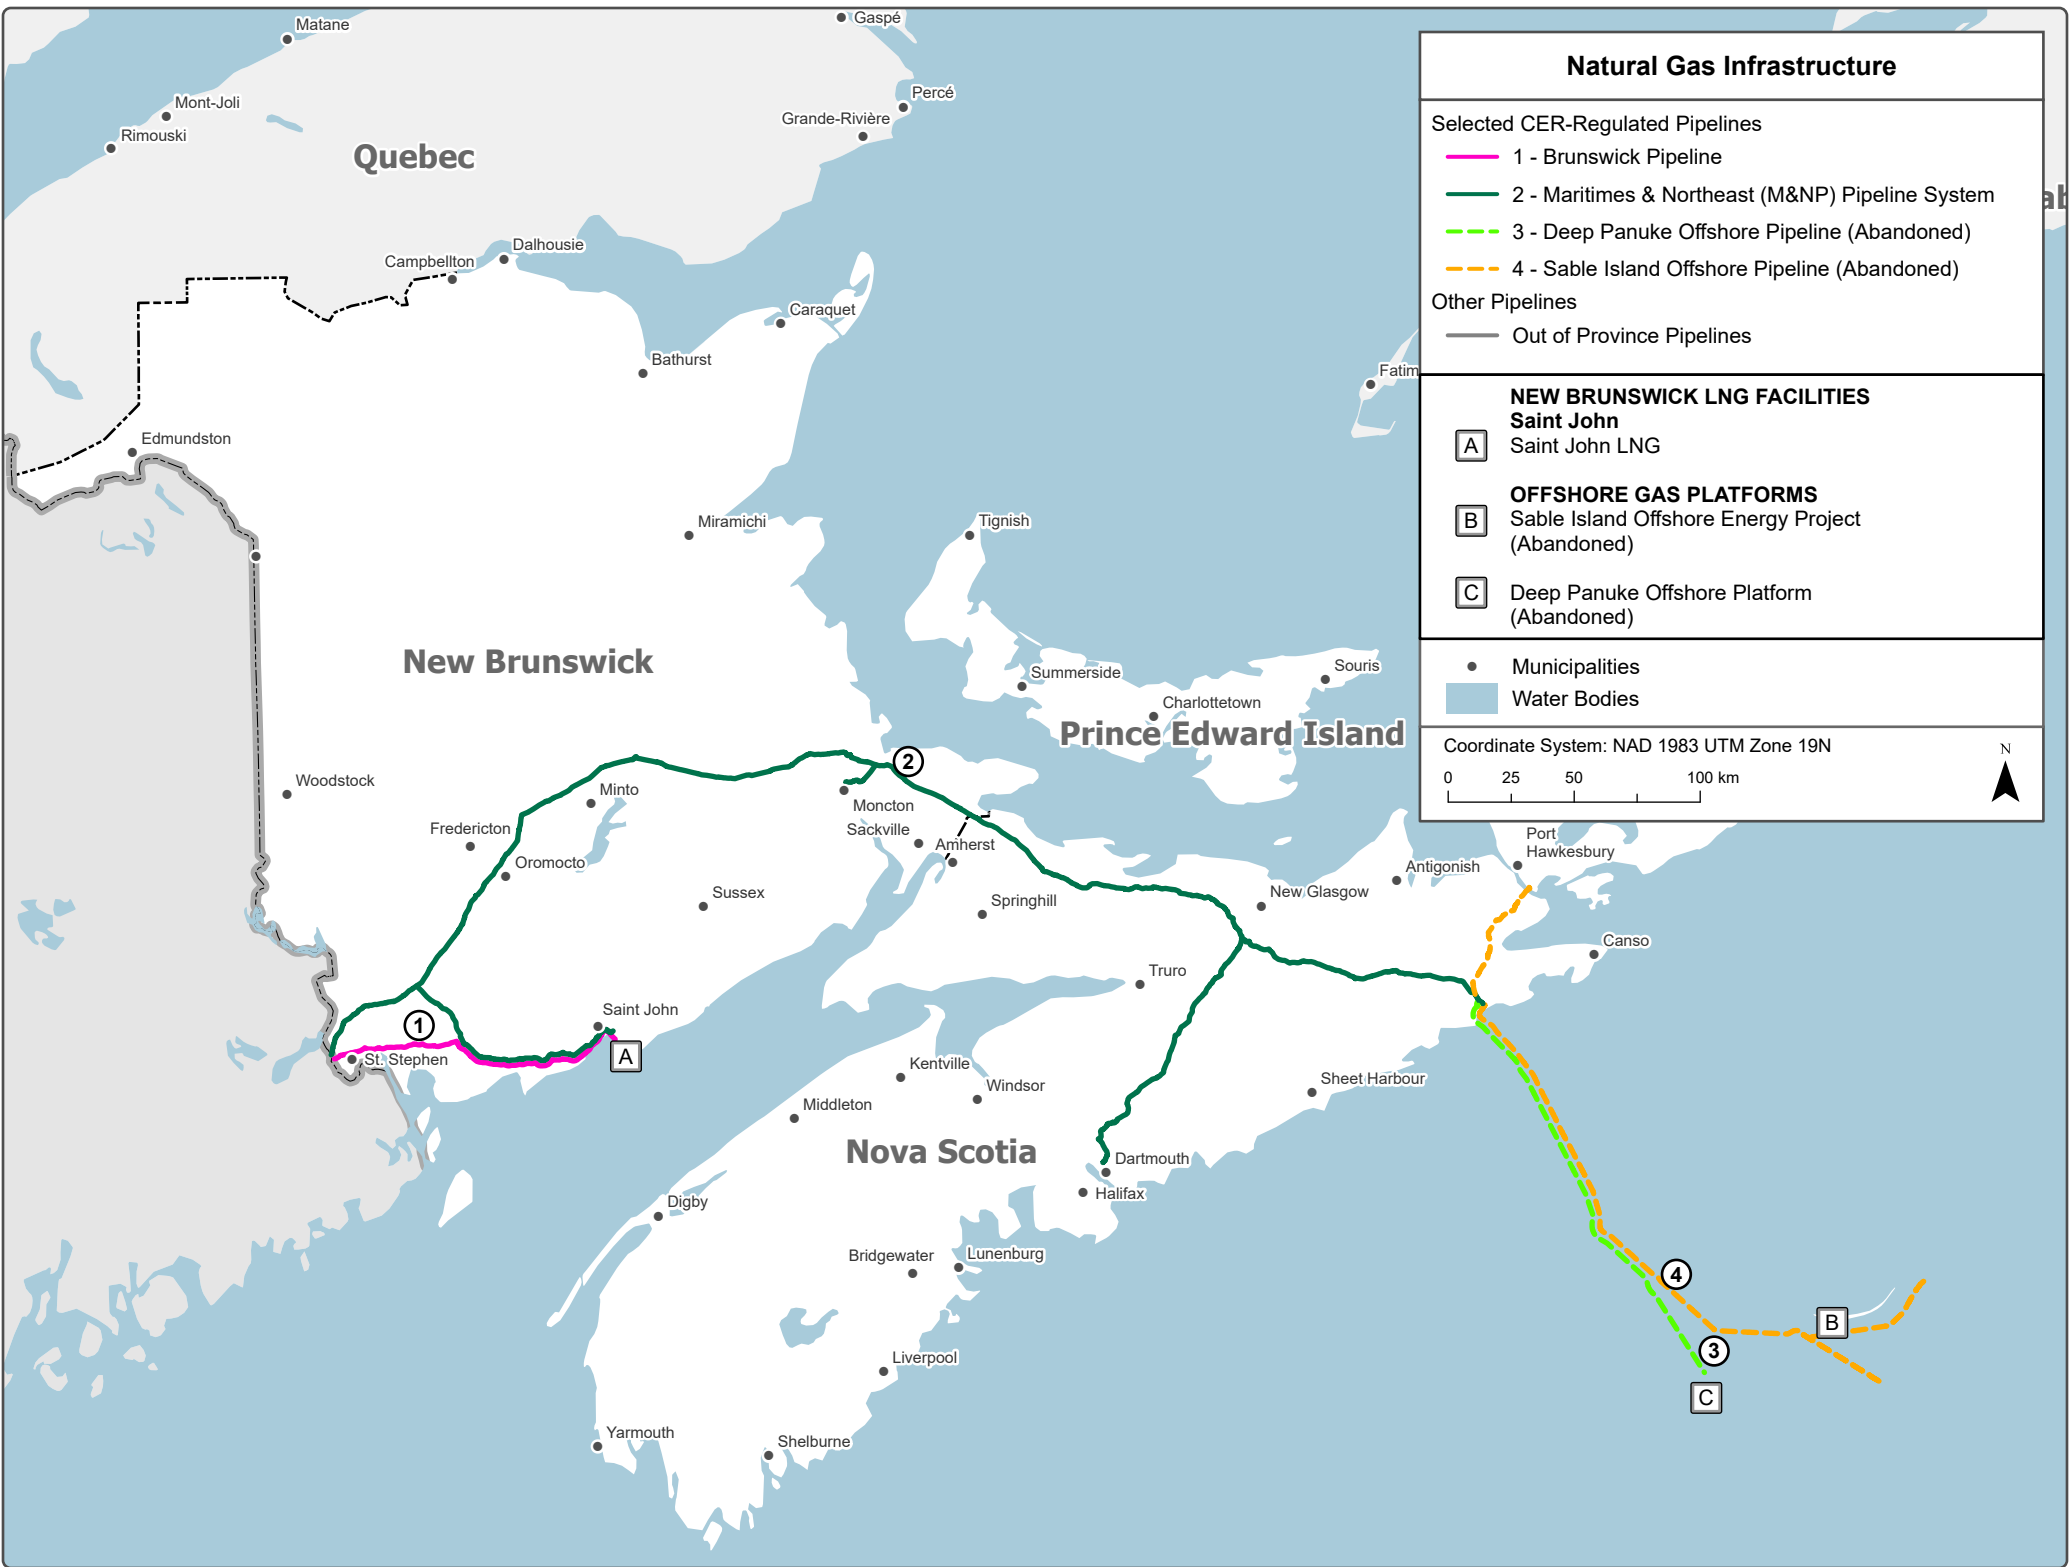 Matane
Gaspé
Mont-Joli
Rimouski
Percé
Grande-Rivière
Quebec
Dalhousie
Campbellton
Caraquet
Bathurst
Fatim
Edmundston
Miramichi
Tignish
New Brunswick
Summerside
Souris
Charlottetown
Prince Edward Island
2
Woodstock
Minto
Moncton
Fredericton
Sackville
Amherst
Oromocto
Port
Hawkesbury
Antigonish
New Glasgow
Sussex
Springhill
Canso
Truro
Saint John
1
A
St. Stephen
Kentville
Windsor
Sheet Harbour
Middleton
Nova Scotia
Dartmouth
Halifax
Digby
Bridgewater
Lunenburg
4
B
3
Liverpool
C
Yarmouth
Shelburne
Natural Gas Infrastructure
Selected CER-Regulated Pipelines
1 - Brunswick Pipeline
2 - Maritimes & Northeast (M&NP) Pipeline System
3 - Deep Panuke Offshore Pipeline (Abandoned)
4 - Sable Island Offshore Pipeline (Abandoned)
Other Pipelines
Out of Province Pipelines
NEW BRUNSWICK LNG FACILITIES
Saint John
A Saint John LNG
OFFSHORE GAS PLATFORMS
B Sable Island Offshore Energy Project
(Abandoned)
C Deep Panuke Offshore Platform
(Abandoned)
Municipalities
Water Bodies
Coordinate System: NAD 1983 UTM Zone 19N
N
0 25 50 100 km